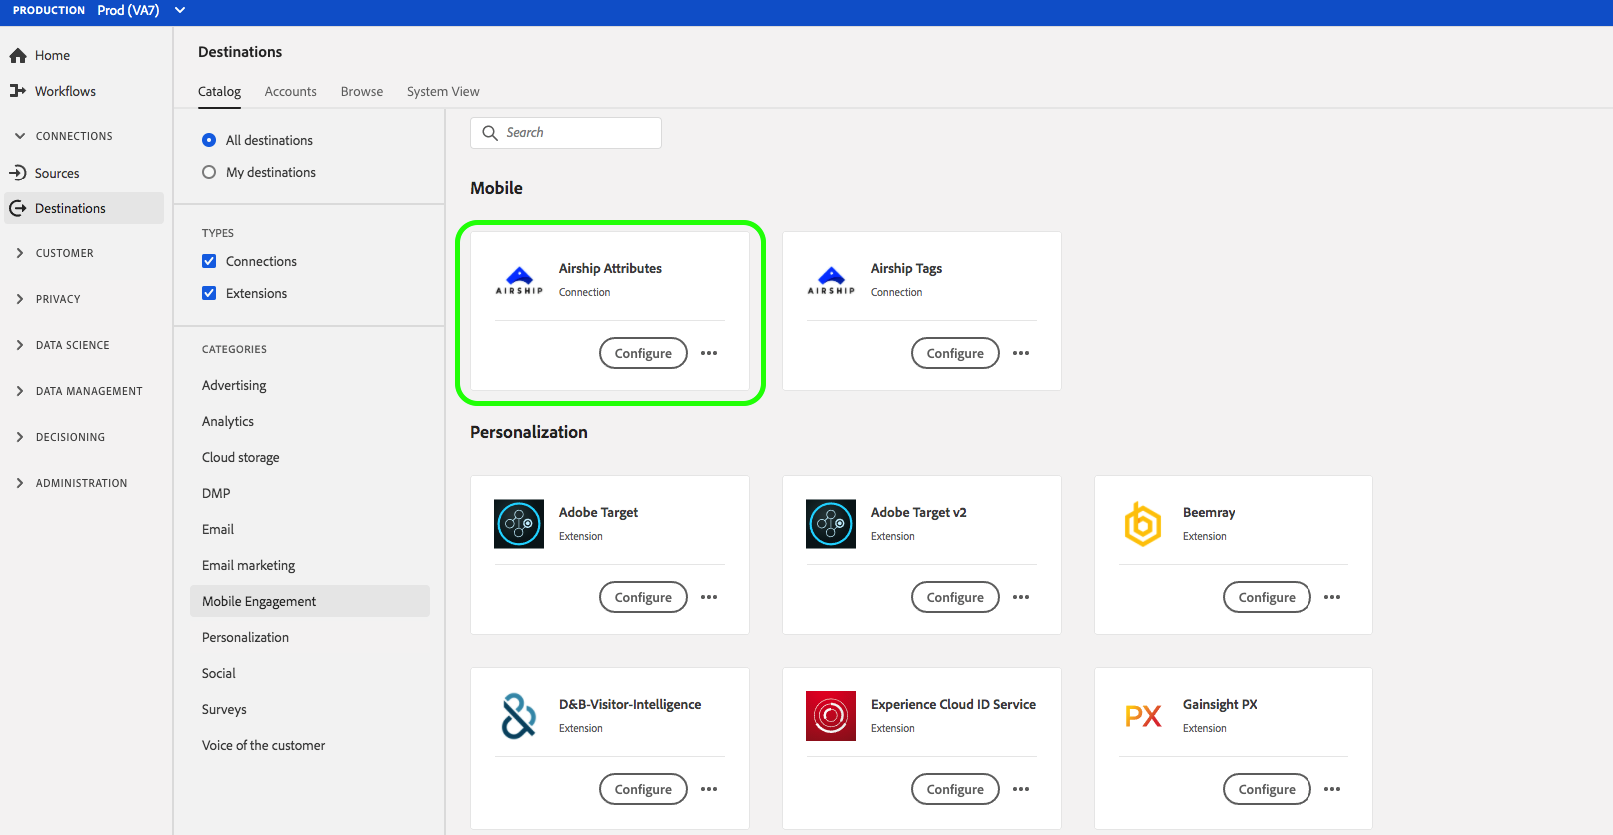 PRODUCTION Prod (VA7)
Home
Workflows
CONNECTIONS
Sources
Destinations
CUSTOMER
PRIVACY
DATA SCIENCE
DATA MANAGEMENT
DECISIONING
ADMINISTRATION
Destinations
Catalog Accounts Browse System View
All destinations
My destinations
TYPES
Connections
Extensions
CATEGORIES
Advertising
Analytics
Cloud storage
DMP
Email
Email marketing
Mobile Engagement
Personalization
Social
Surveys
Voice of the customer
Search
Mobile
AIRSHIP
Airship Attributes
Connection
Configure
AIRSHIP
Airship Tags
Connection
Configure
Personalization
Adobe Target
Extension
Configure
Adobe Target v2
Extension
Configure
Beemray
Extension
Configure
D&B-Visitor-Intelligence
Extension
Configure
Experience Cloud ID Service
Extension
Configure
PX
Gainsight PX
Extension
Configure